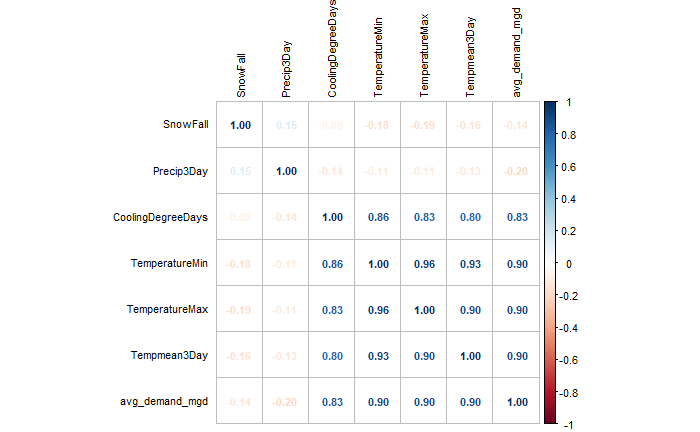 SnowFall
Precip3Day
CoolingDegreeDays
TemperatureMin
TemperatureMax
Tempmean3Day
avg_demand_mgd
SnowFall 1.00 0.15 -0.09 -0.18 -0.19 -0.16 -0.14
Precip3Day 0.15 1.00 -0.14 -0.11 -0.11 -0.13 -0.20
CoolingDegreeDays -0.09 -0.14 1.00 0.86 0.83 0.80 0.83
TemperatureMin -0.18 -0.11 0.86 1.00 0.96 0.93 0.90
TemperatureMax -0.19 -0.11 0.83 0.96 1.00 0.90 0.90
Tempmean3Day -0.16 -0.13 0.80 0.93 0.90 1.00 0.90
avg_demand_mgd -0.14 -0.20 0.83 0.90 0.90 0.90 1.00
1
0.8
0.6
0.4
0.2
0
-0.2
-0.4
-0.6
-0.8
-1